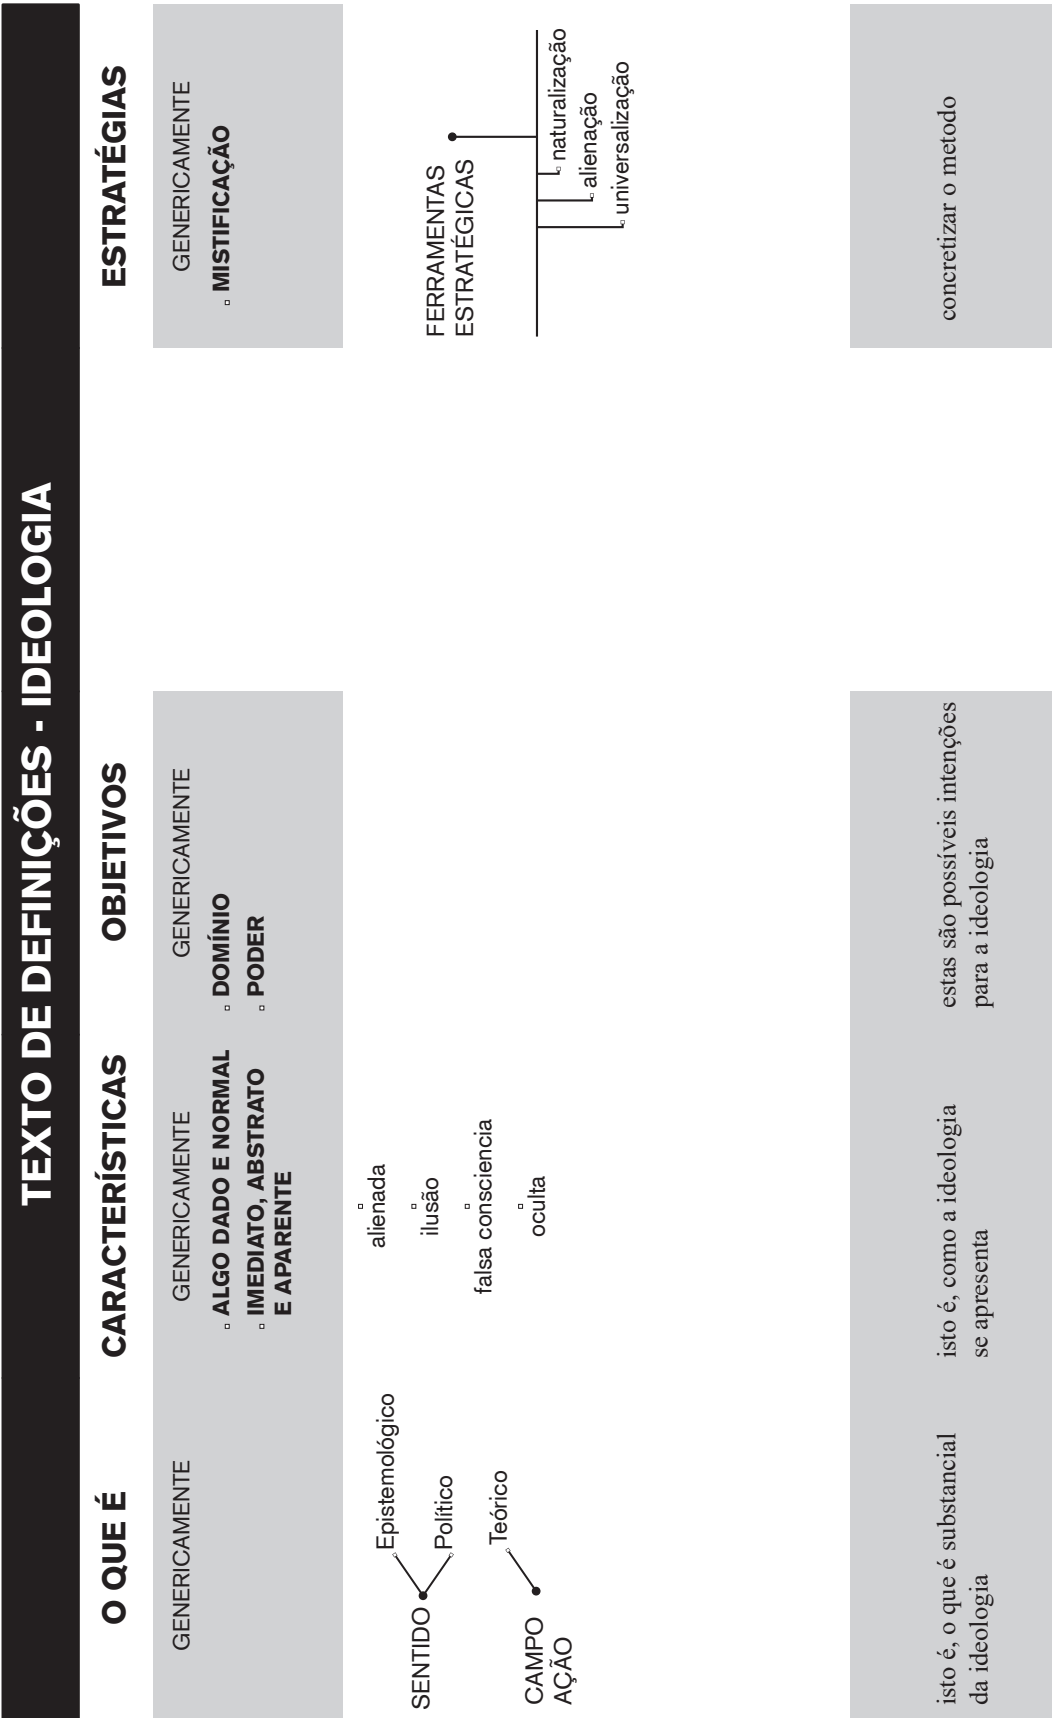 TEXTO DE DEFINIÇÕES - IDEOLOGIA
O QUE É
GENERICAMENTE
SENTIDO
Epistemológico
Político
CAMPO
AÇÃO
Teórico
isto é, o que é substancial
da ideologia
CARACTERÍSTICAS
GENERICAMENTE
ALGO DADO E NORMAL
IMEDIATO, ABSTRATO
E APARENTE
alienada
ilusão
falsa consciencia
oculta
isto é, como a ideologia
se apresenta
OBJETIVOS
GENERICAMENTE
DOMÍNIO
PODER
estas são possíveis intenções
para a ideologia
ESTRATÉGIAS
GENERICAMENTE
MISTIFICAÇÃO
FERRAMENTAS
ESTRATÉGICAS
naturalização
alienação
universalização
concretizar o metodo